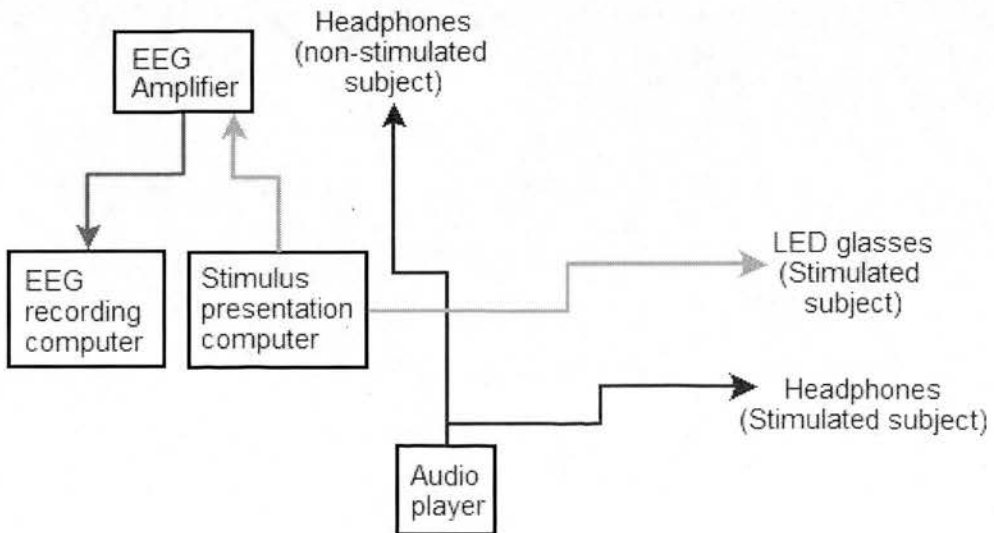 Headphones
(non-stimulated
subject)
EEG
Amplifier
EEG
recording
computer
Stimulus
presentation
computer
LED glasses
(Stimulated
subject)
Headphones
(Stimulated subject)
Audio
player